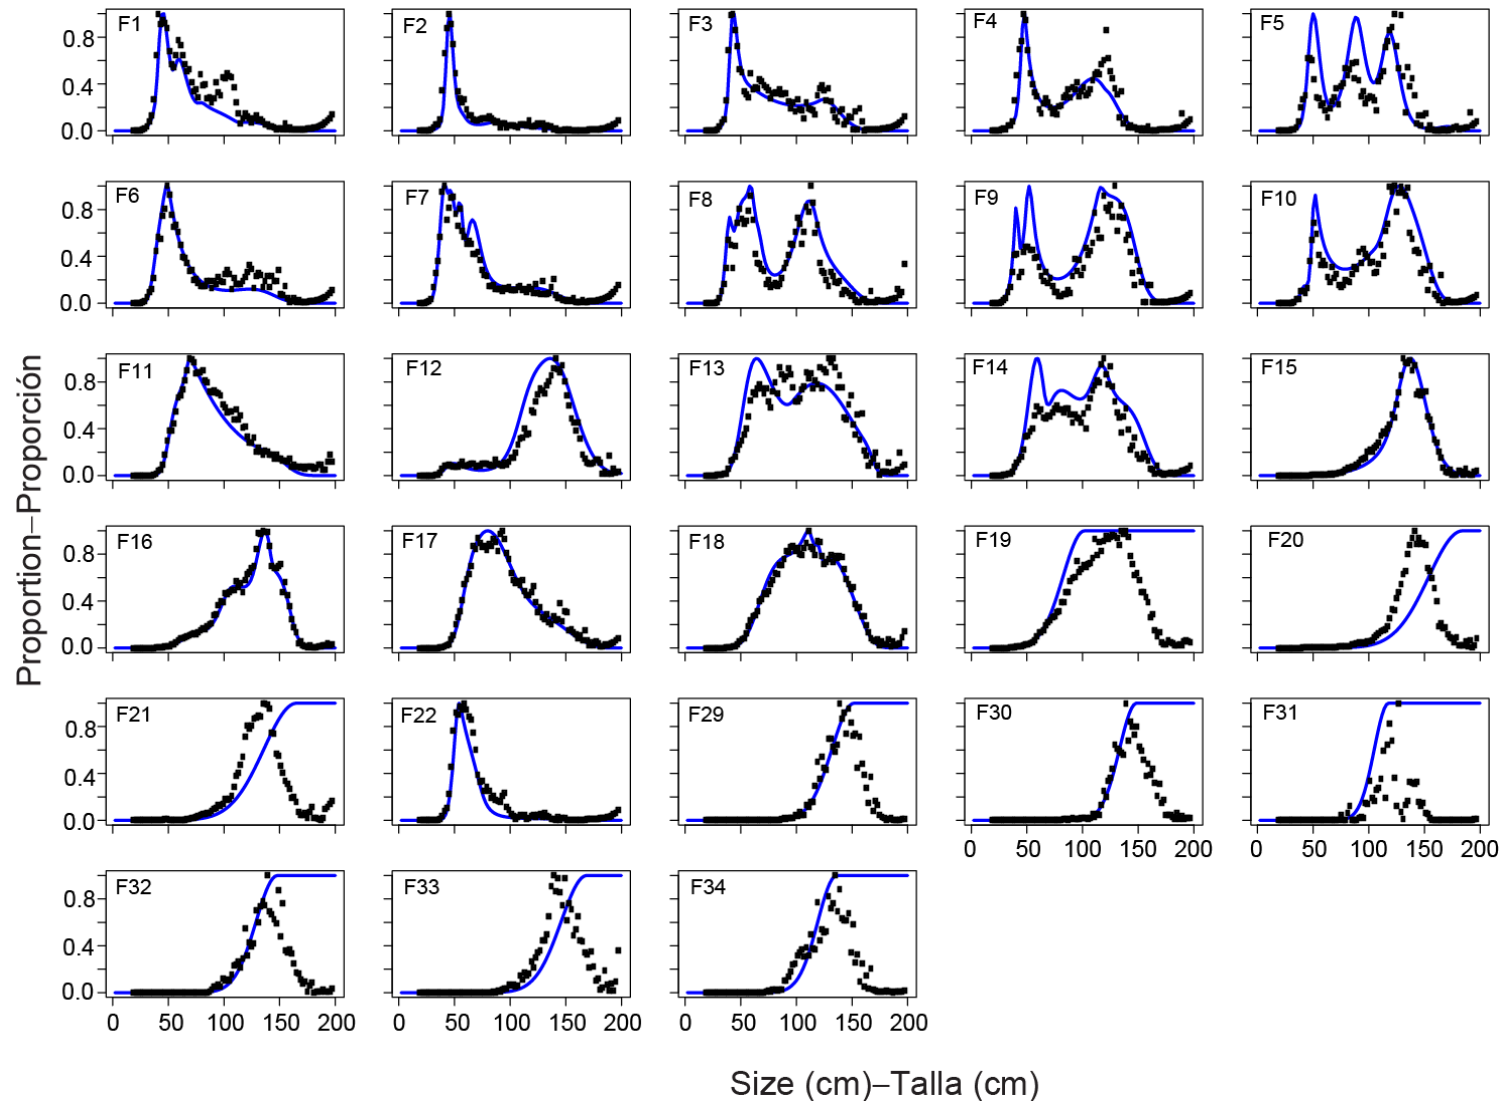 F1 F2 F3 F4 F5
0.8
0.4
0.0
F6 F7 F8 F9 F10
0.8
0.4
0.0
F11 F12 F13 F14 F15
0.8
0.4
0.0
F16 F17 F18 F19 F20
0.8
0.4
0.0
F21 F22 F29 F30 F31
0.8
0.4
0.0
0 50 100 150 200 0 50 100 150 200
F32 F33 F34
0.8
0.4
0.0
0 50 100 150 200 0 50 100 150 200 0 50 100 150 200
Proportion–Proporción
Size (cm)–Talla (cm)